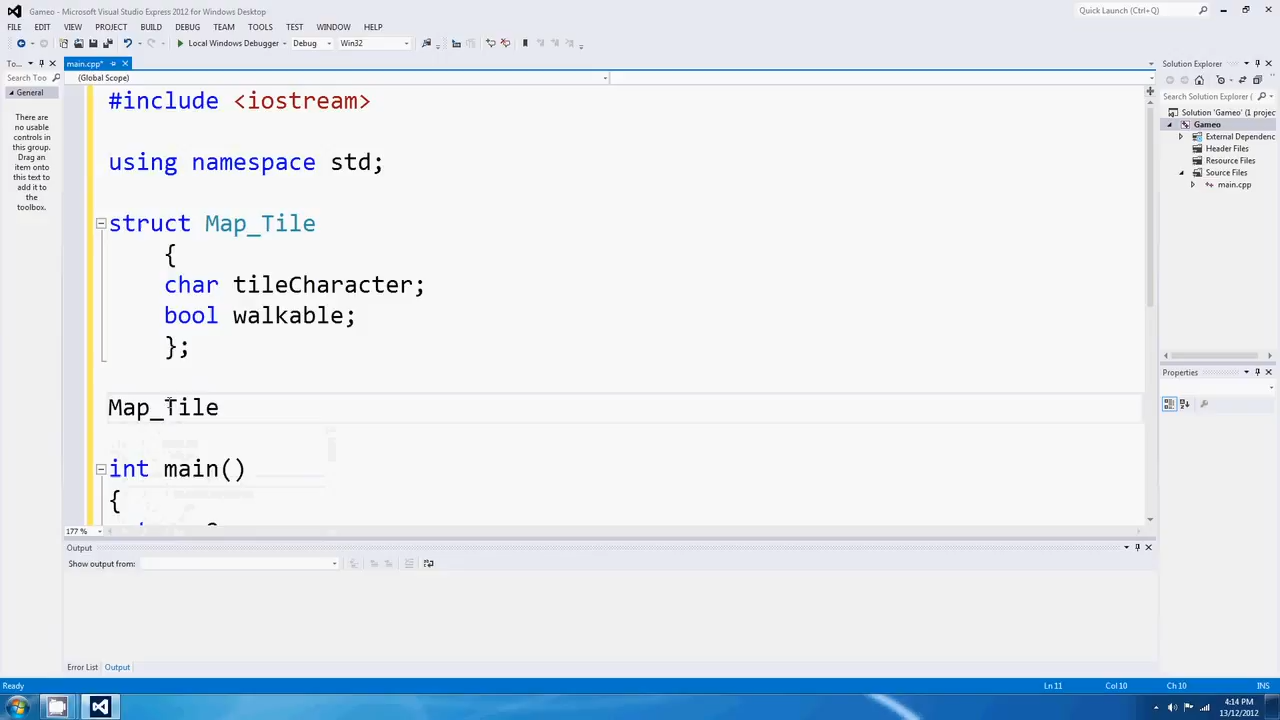 Gameo - Microsoft Visual Studio Express 2012 for Windows Desktop
Quick Launch (Ctrl+Q)
FILE EDIT VIEW PROJECT BUILD DEBUG TEAM TOOLS TEST WINDOW HELP
Local Windows Debugger Debug Win32
To...
main.cpp*
Solution Explorer
Search Too
(Global Scope)
General
Search Solution Explorer (
There are
no usable
controls in
this group.
Drag an
item onto
this text to
add it to
the
toolbox.
#include <iostream>
using namespace std;
struct Map_Tile
{
char tileCharacter;
bool walkable;
};
Map_Tile
int main()
{
Solution 'Gameo' (1 projec
Gameo
External Dependenc
Header Files
Resource Files
Source Files
main.cpp
Properties
177 %
Output
Show output from:
Error List Output
Ready
Ln 11 Col 10 Ch 10 INS
4:14 PM
13/12/2012